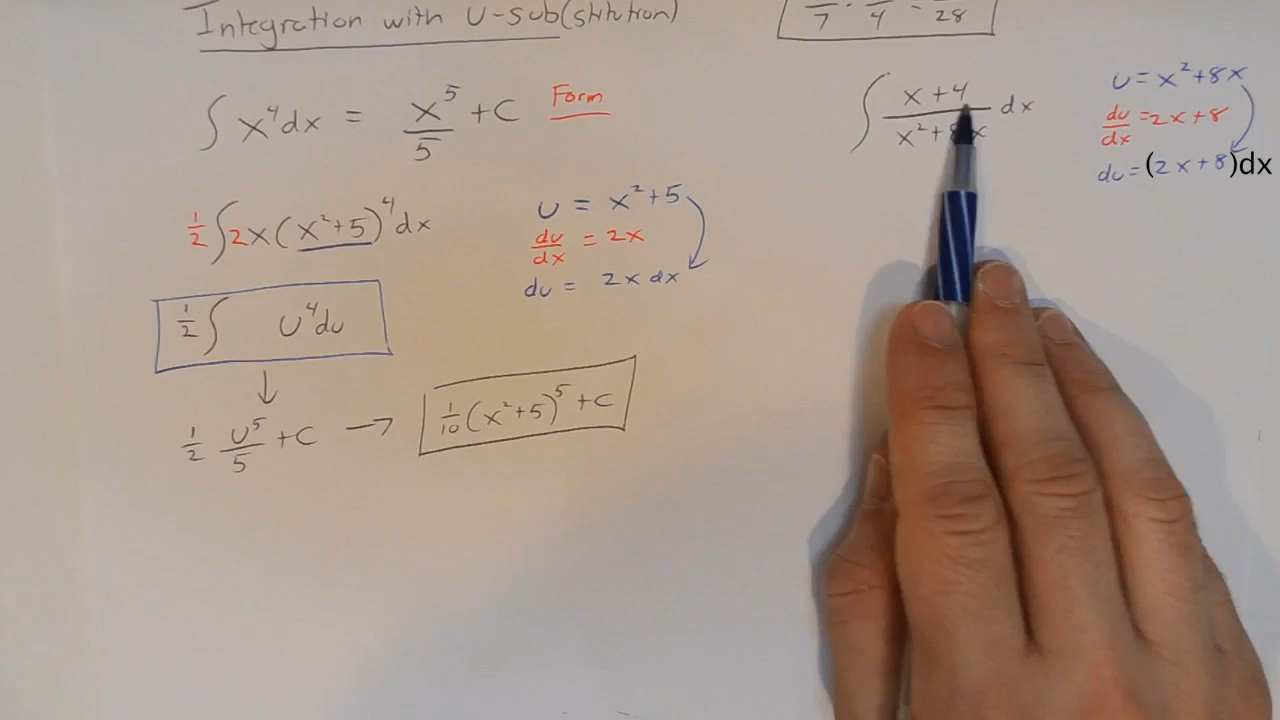 Integration with U-sub(stitution)
∫ x⁴dx = x⁵/5 + C Form
½ ∫ 2x(x²+5)⁴dx
½ ∫ U⁴du
↓
½ U⁵/5 + C → 1/10(x²+5)⁵ + C
U = x²+5
du/dx = 2x
du = 2x dx
/7 · /4 = /28
∫ x+4/x²+8x dx
U = x²+8x
du/dx = 2x+8
du = (2x+8)dx